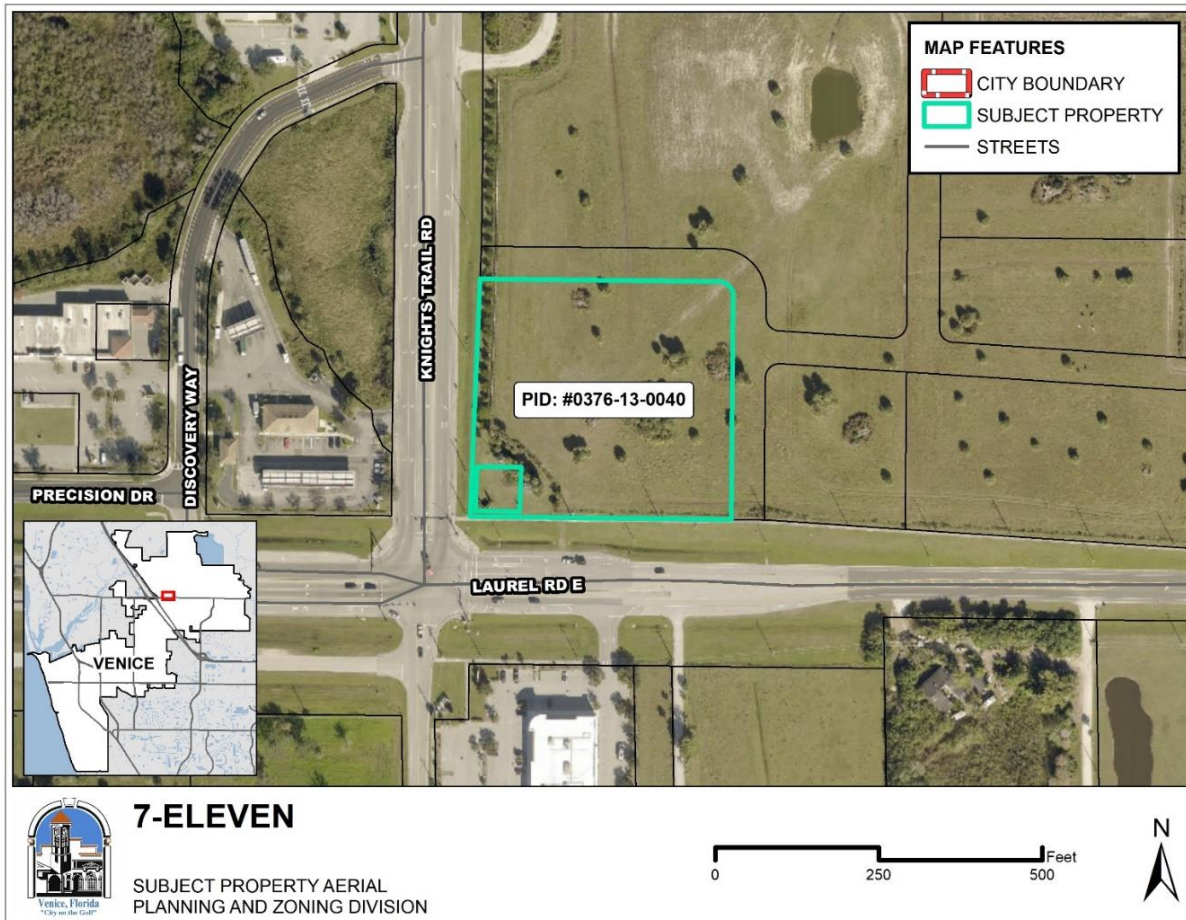 MAP FEATURES
CITY BOUNDARY
SUBJECT PROPERTY
STREETS
KNIGHTS TRAIL RD
PID: #0376-13-0040
DISCOVERY WAY
PRECISION DR
LAUREL RD E
VENICE
7-ELEVEN
SUBJECT PROPERTY AERIAL
PLANNING AND ZONING DIVISION
Venice, Florida
"City on the Gulf"
Feet
0 250 500
N